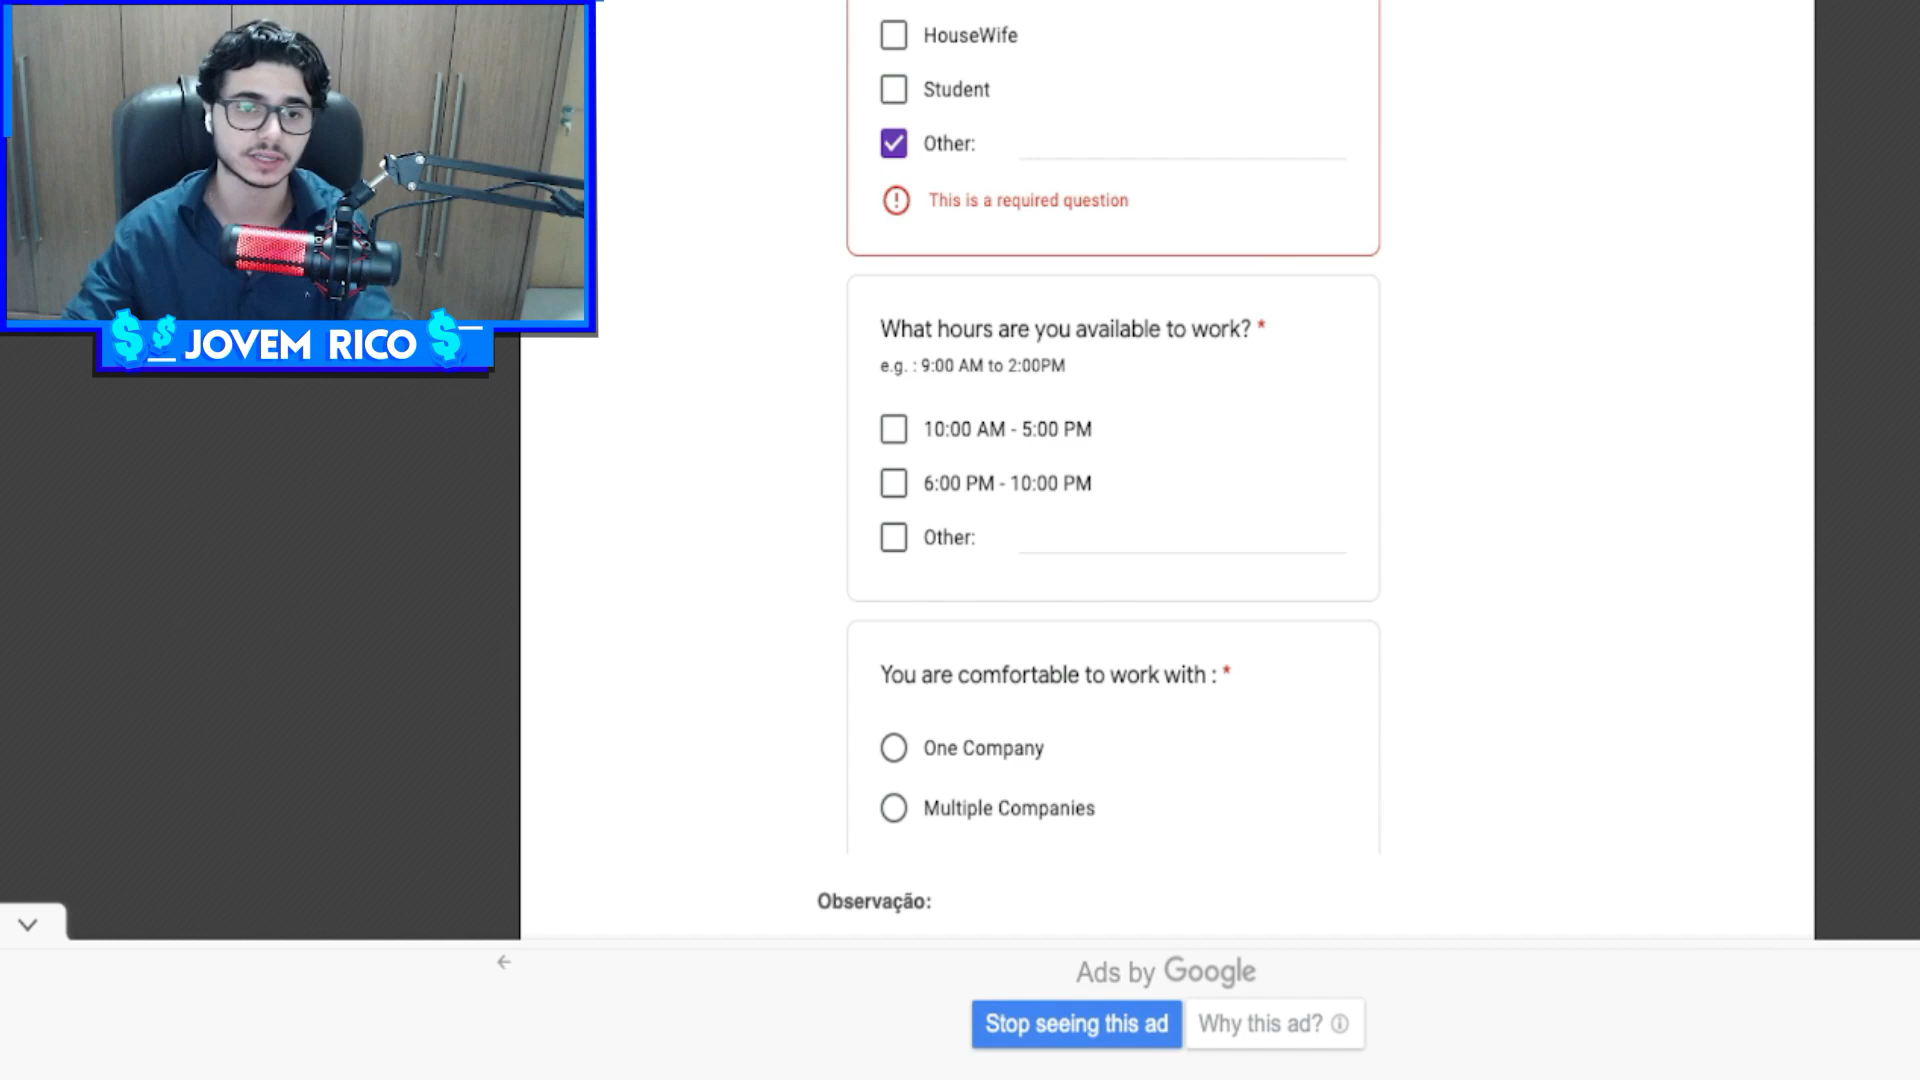 HouseWife
Student
Other:
This is a required question
JOVEM RICO
What hours are you available to work? *
e.g. : 9:00 AM to 2:00PM
10:00 AM - 5:00 PM
6:00 PM - 10:00 PM
Other:
You are comfortable to work with : *
One Company
Multiple Companies
Observação:
Ads by Google
Stop seeing this ad
Why this ad?